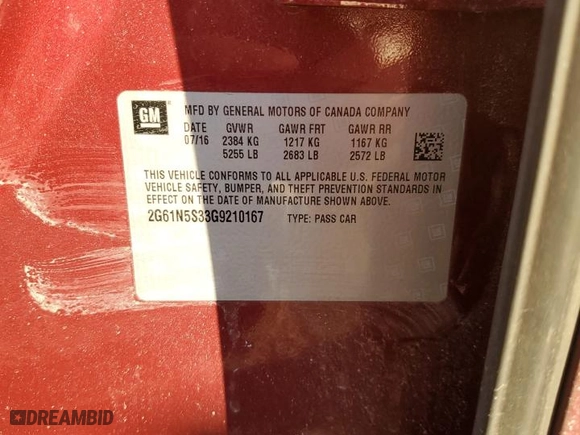 GM
MFD BY GENERAL MOTORS OF CANADA COMPANY
DATE GVWR GAWR FRT GAWR RR
07/16 2384 KG 1217 KG 1167 KG
5255 LB 2683 LB 2572 LB
THIS VEHICLE CONFORMS TO ALL APPLICABLE U.S. FEDERAL MOTOR
VEHICLE SAFETY, BUMPER, AND THEFT PREVENTION STANDARDS IN
EFFECT ON THE DATE OF MANUFACTURE SHOWN ABOVE.
2G61N5S33G9210167 TYPE: PASS CAR
DREAMBID